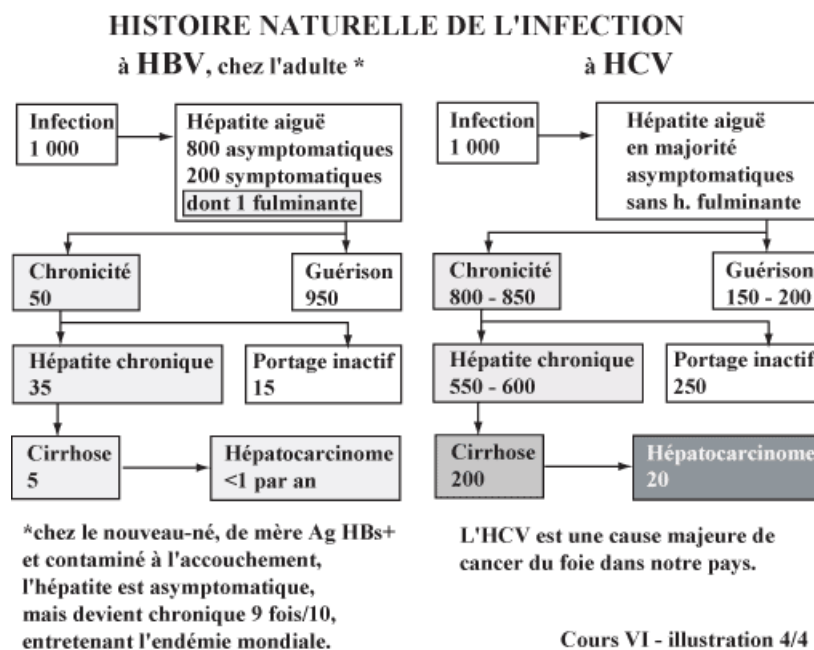 HISTOIRE NATURELLE DE L'INFECTION
à HBV, chez l'adulte *
Infection
1 000
Hépatite aiguë
800 asymptomatiques
200 symptomatiques
dont 1 fulminante
Chronicité
50
Guérison
950
Hépatite chronique
35
Portage inactif
15
Cirrhose
5
Hépatocarcinome
<1 par an
*chez le nouveau-né, de mère Ag HBs+
et contaminé à l'accouchement,
l'hépatite est asymptomatique,
mais devient chronique 9 fois/10,
entretenant l'endémie mondiale.
à HCV
Infection
1 000
Hépatite aiguë
en majorité
asymptomatiques
sans h. fulminante
Chronicité
800 - 850
Guérison
150 - 200
Hépatite chronique
550 - 600
Portage inactif
250
Cirrhose
200
Hépatocarcinome
20
L'HCV est une cause majeure de
cancer du foie dans notre pays.
Cours VI - illustration 4/4